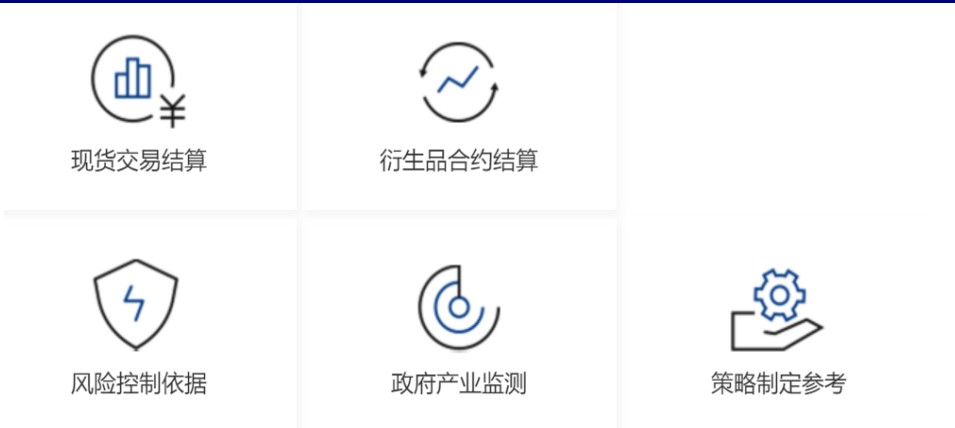 现货交易结算
衍生品合约结算
风险控制依据
政府产业监测
策略制定参考